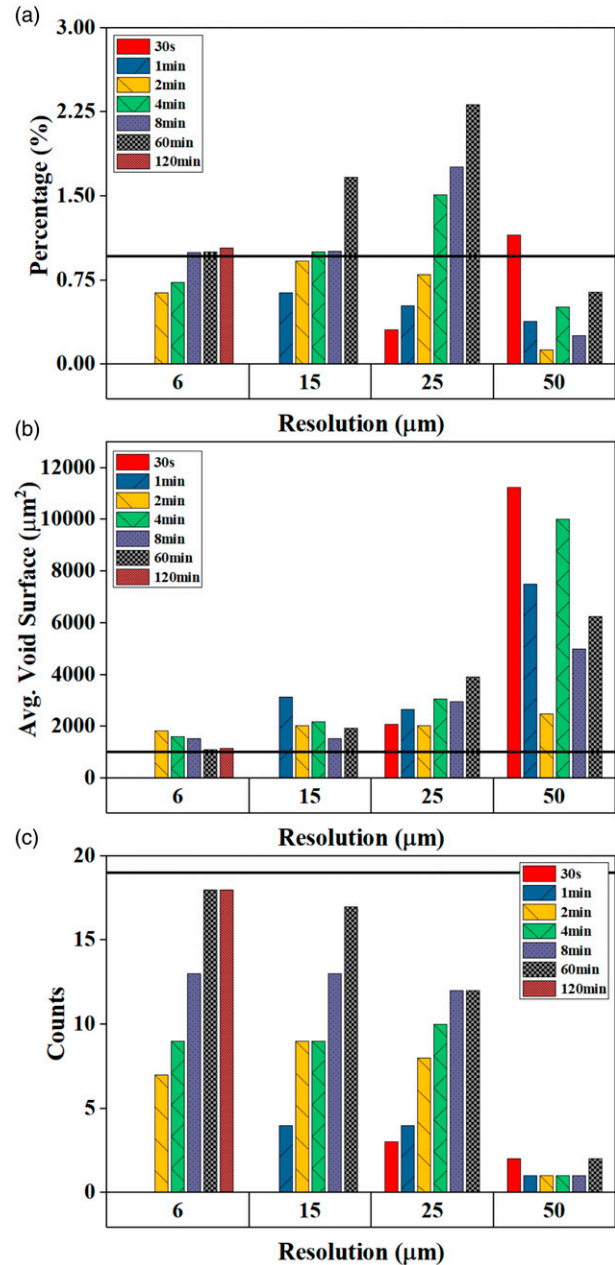 (a)
3.00
2.25
1.50
0.75
0.00
Percentage (%)
30s
1min
2min
4min
8min
60min
120min
6 15 25 50
Resolution (μm)
(b)
12000
10000
8000
6000
4000
2000
0
Avg. Void Surface (μm²)
30s
1min
2min
4min
8min
60min
120min
6 15 25 50
Resolution (μm)
(c)
20
15
10
5
0
Counts
30s
1min
2min
4min
8min
60min
120min
6 15 25 50
Resolution (μm)